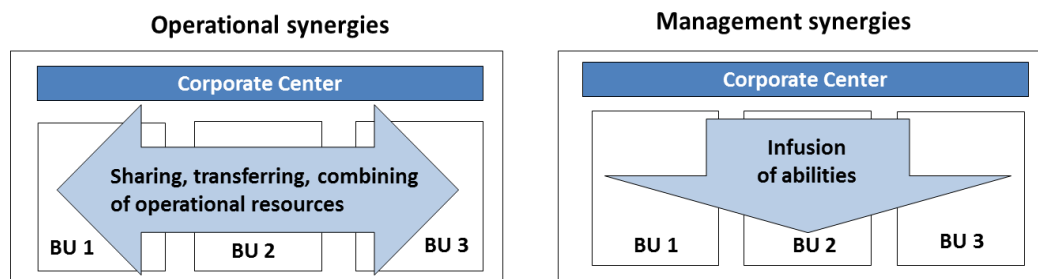 Operational synergies
Corporate Center
Sharing, transferring, combining
of operational resources
BU 1
BU 2
BU 3
Management synergies
Corporate Center
Infusion
of abilities
BU 1
BU 2
BU 3